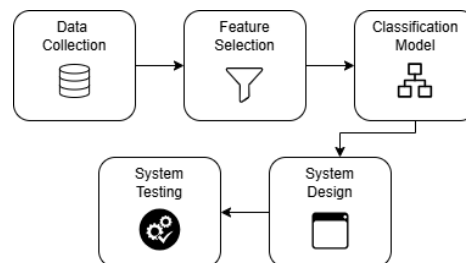 Data
Collection
Feature
Selection
Classification
Model
System
Testing
System
Design